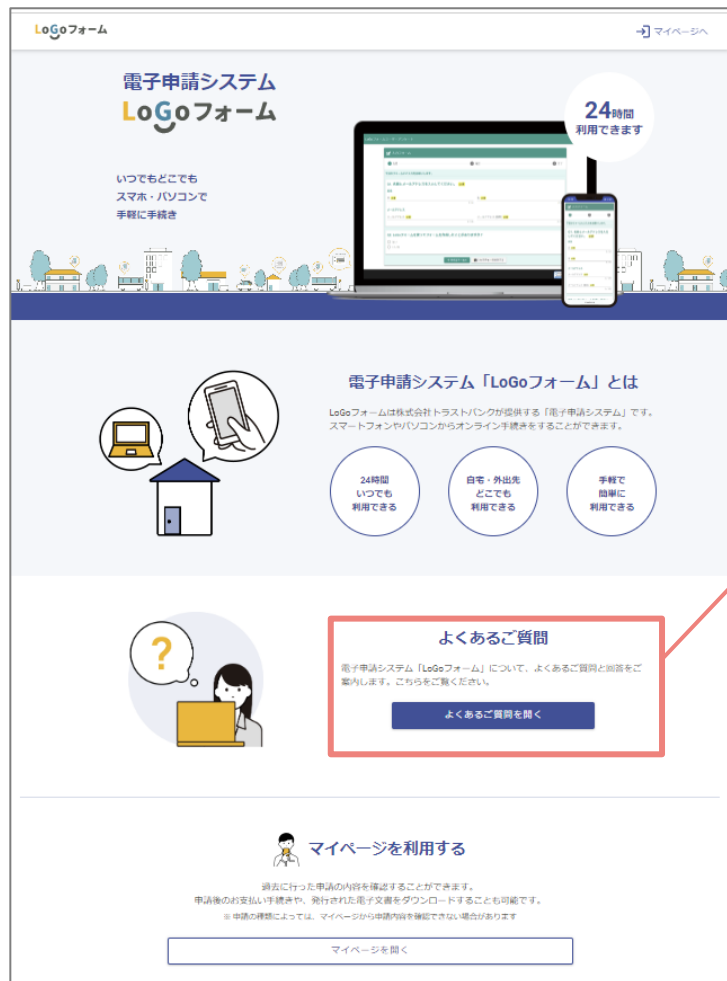 LoGoフォーム
マイページへ
電子申請システム
LoGoフォーム
24時間
利用できます
いつでもどこでも
スマホ・パソコンで
手軽に手続き
電子申請システム「LoGoフォーム」とは
LoGoフォームは株式会社トラストバンクが提供する「電子申請システム」です。
スマートフォンやパソコンからオンライン手続きをすることができます。
24時間
いつでも
利用できる
自宅・外出先
どこでも
利用できる
手軽で
簡単に
利用できる
?
よくあるご質問
電子申請システム「LoGoフォーム」について、よくあるご質問と回答をご
案内します。こちらをご覧ください。
よくあるご質問を開く
マイページを利用する
過去に行った申請の内容を確認することができます。
申請後のお支払い手続きや、発行された電子文書をダウンロードすることも可能です。
※ 申請の種類によっては、マイページから申請内容を確認できない場合があります
マイページを開く